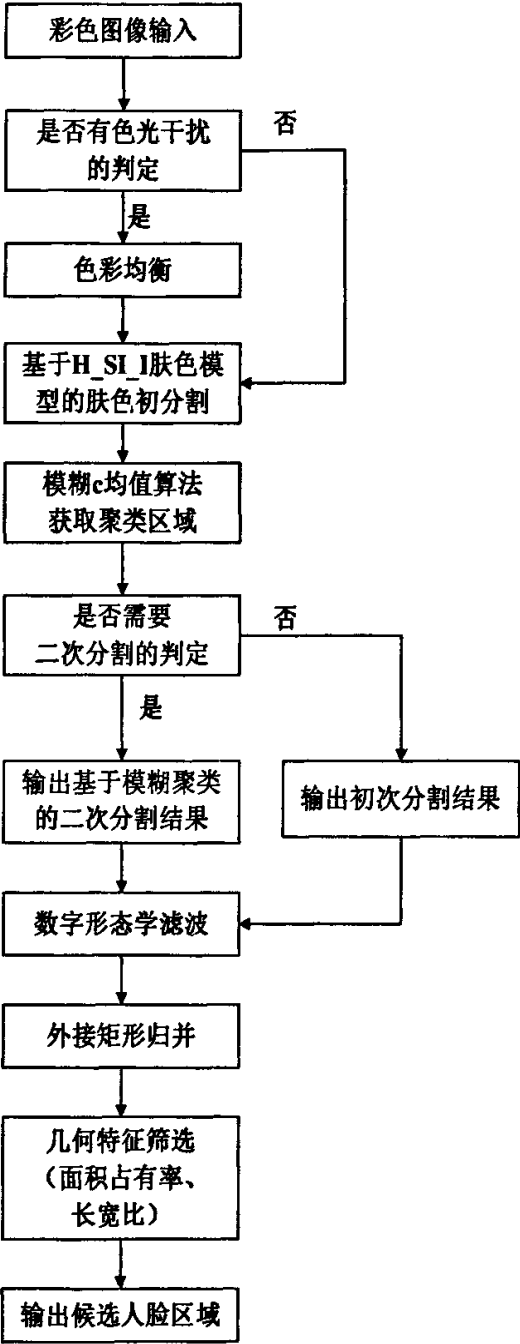 彩色图像输入
是否有色光干扰
的判定
否
是
色彩均衡
基于H_SI_I肤色模
型的肤色初分割
模糊c均值算法
获取聚类区域
是否需要
二次分割的判定
否
是
输出基于模糊聚类
的二次分割结果
输出初次分割结果
数字形态学滤波
外接矩形归并
几何特征筛选
（面积占有率、
长宽比）
输出候选人脸区域